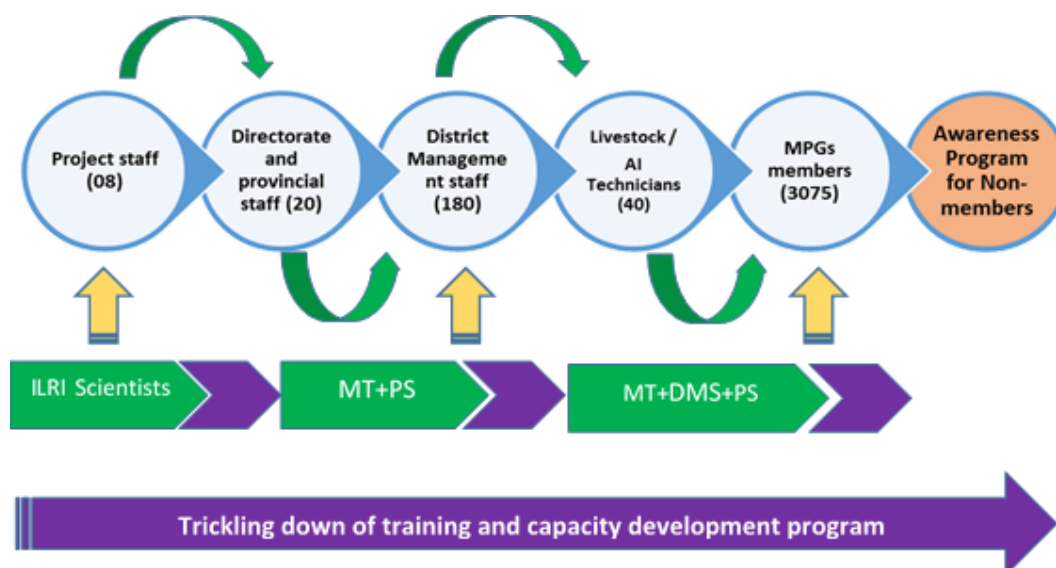 Project staff
(08)
Directorate
and
provincial
staff (20)
District
Manageme
nt staff
(180)
Livestock /
AI
Technicians
(40)
MPGs
members
(3075)
Awareness
Program
for Non-
members
ILRI Scientists
MT+PS
MT+DMS+PS
Trickling down of training and capacity development program